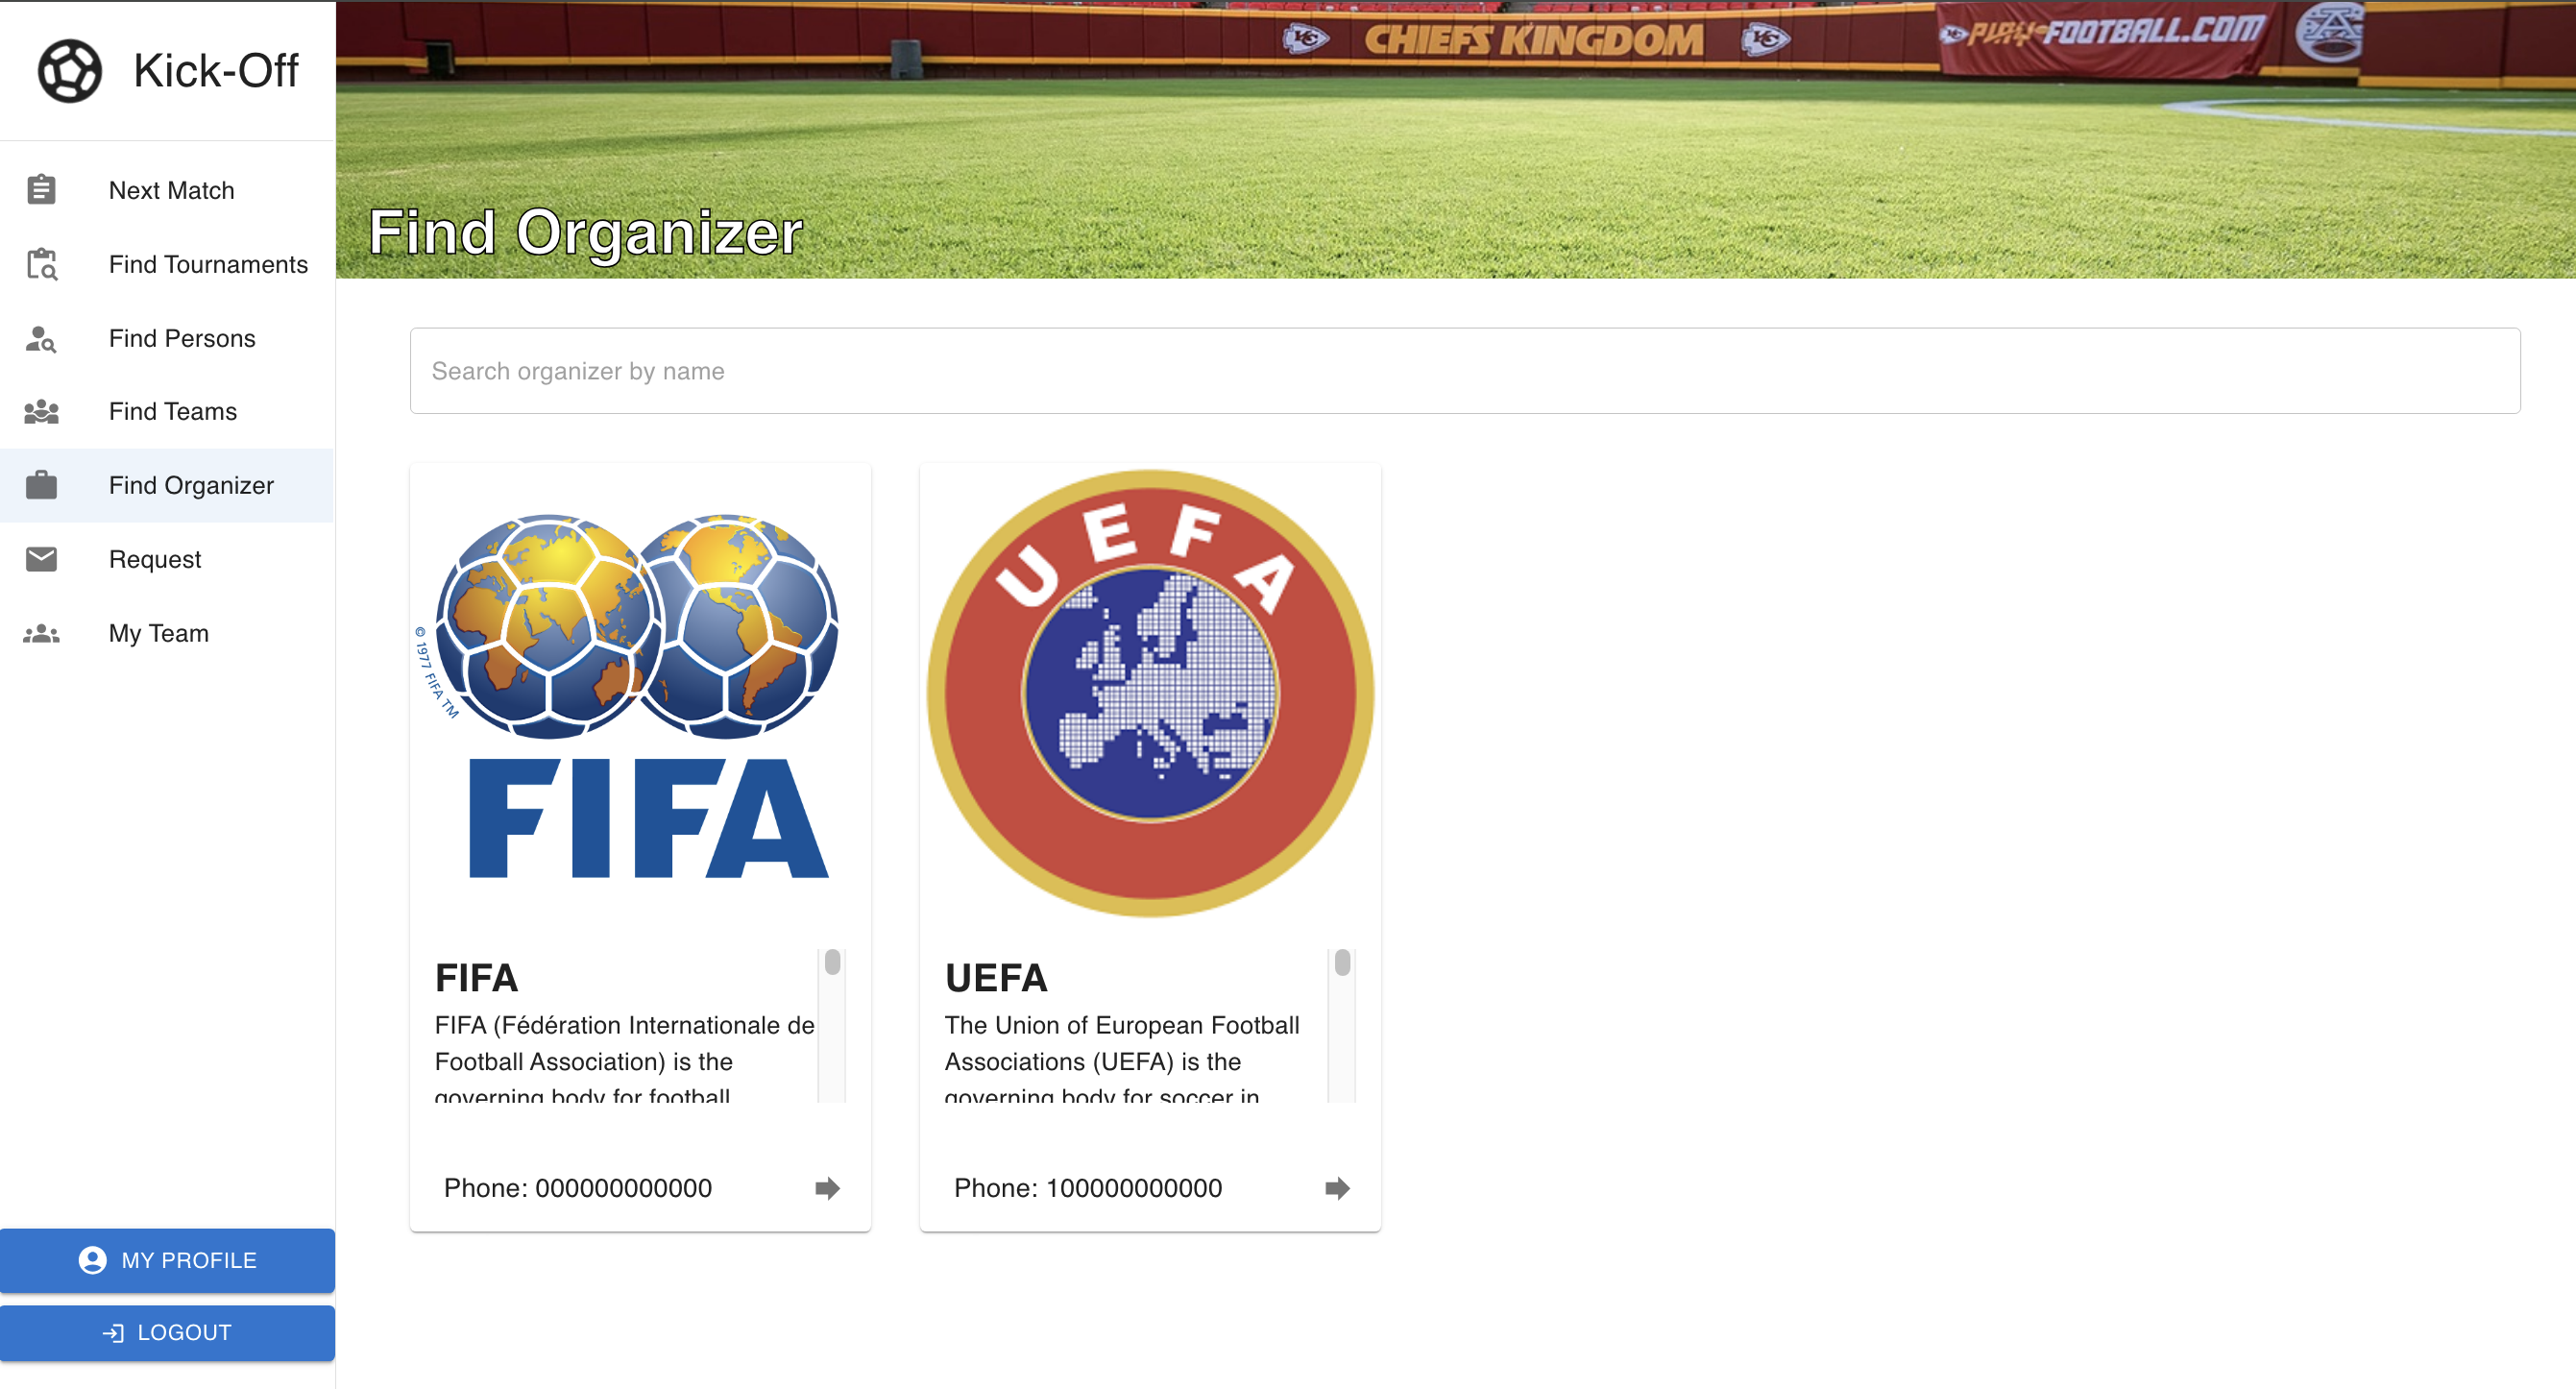 Kick-Off
CHIEFS KINGDOM
PLAY FOOTBALL.COM
Next Match
Find Tournaments
Find Persons
Find Teams
Find Organizer
Request
My Team
MY PROFILE
LOGOUT
Find Organizer
Search organizer by name
© 1977 FIFA TM
FIFA
FIFA
FIFA (Fédération Internationale de
Football Association) is the
governing body for football
Phone: 000000000000
UEFA
UEFA
The Union of European Football
Associations (UEFA) is the
governing body for soccer in
Phone: 100000000000